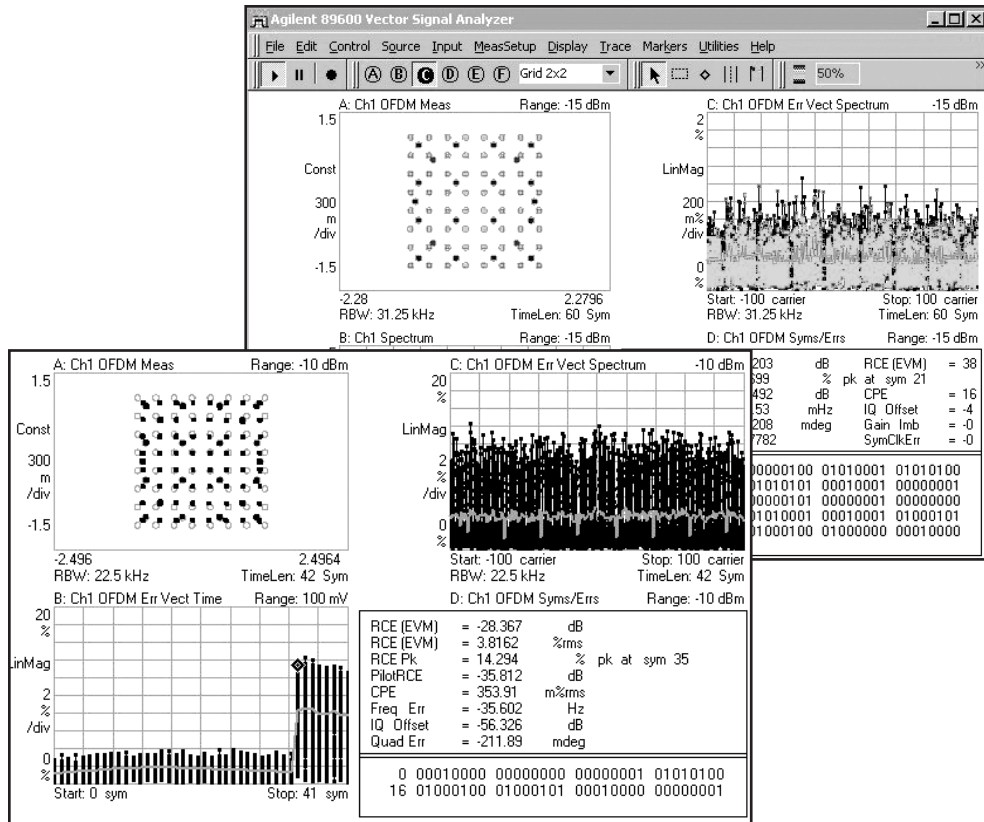 Agilent 89600 Vector Signal Analyzer
File Edit Control Source Input MeasSetup Display Trace Markers Utilities Help
A B C D E F Grid 2x2 50%
A: Ch1 OFDM Meas Range: -15 dBm
1.5
Const
300
m
/div
-1.5
-2.28 2.2796
RBW: 31.25 kHz TimeLen: 60 Sym
C: Ch1 OFDM Err Vect Spectrum -15 dBm
2
%
LinMag
200
m%
/div
0
%
Start: -100 carrier Stop: 100 carrier
RBW: 31.25 kHz TimeLen: 60 Sym
B: Ch1 Spectrum Range: -15 dBm
D: Ch1 OFDM Syms/Errs Range: -15 dBm
203 dB RCE (EVM) = 38
% pk at sym 21
492 dB CPE = 16
.53 mHz IQ Offset = -4
208 mdeg Gain Imb = -0
7782 SymClkErr = -0
00000100 01010001 01010100
01010101 00010001 00000001
00000101 00000001 00000000
01010001 00010001 01000101
01000100 01000000 00010000
A: Ch1 OFDM Meas Range: -10 dBm
1.5
Const
300
m
/div
-1.5
-2.496 2.4964
RBW: 22.5 kHz TimeLen: 42 Sym
C: Ch1 OFDM Err Vect Spectrum -10 dBm
20
%
LinMag
2
%
/div
0
%
Start: -100 carrier Stop: 100 carrier
RBW: 22.5 kHz TimeLen: 42 Sym
B: Ch1 OFDM Err Vect Time Range: 100 mV
20
%
LinMag
2
%
/div
0
%
Start: 0 sym Stop: 41 sym
D: Ch1 OFDM Syms/Errs Range: -10 dBm
RCE (EVM) = -28.367 dB
RCE (EVM) = 3.8162 %rms
RCE Pk = 14.294 % pk at sym 35
PilotRCE = -35.812 dB
CPE = 353.91 m%rms
Freq Err = -35.602 Hz
IQ Offset = -56.326 dB
Quad Err = -211.89 mdeg
0 00010000 00000000 00000001 01010100
16 01000100 01000101 00010000 00000001